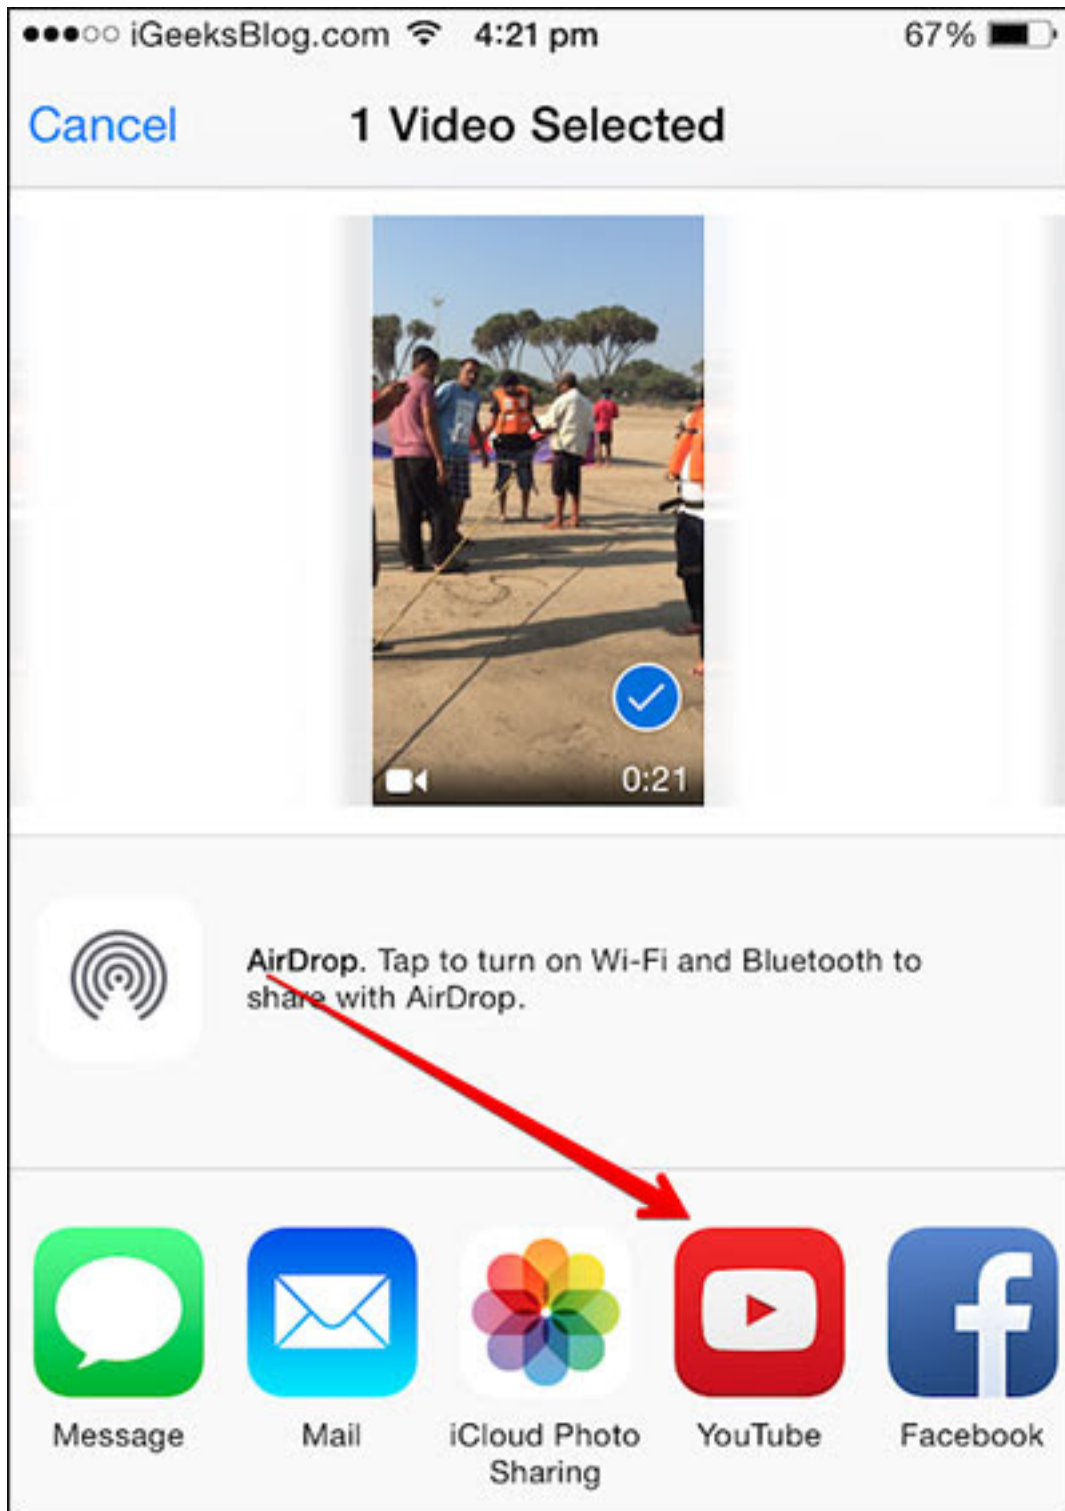 iGeeksBlog.com 4:21 pm 67%
Cancel 1 Video Selected
0:21
AirDrop. Tap to turn on Wi-Fi and Bluetooth to
share with AirDrop.
Message Mail iCloud Photo YouTube Facebook
Sharing